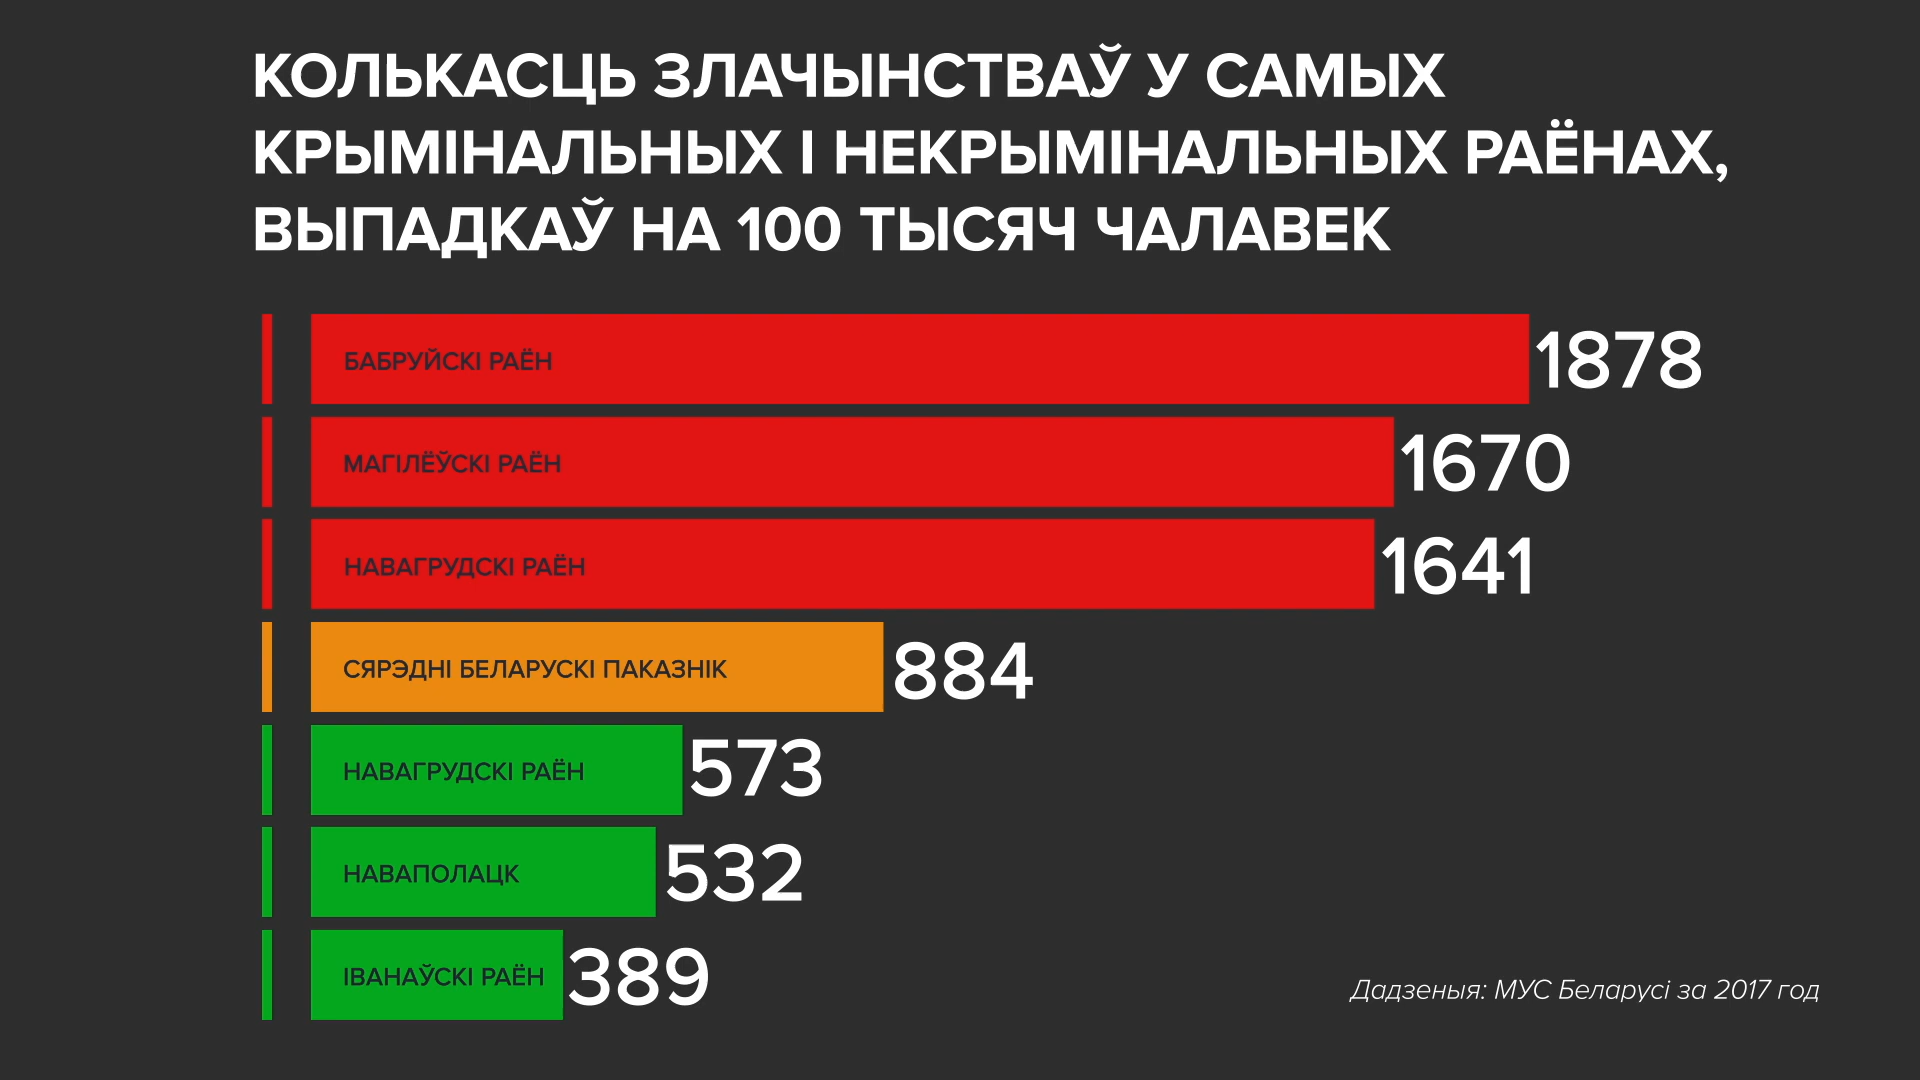 КОЛЬКАСЦЬ ЗЛАЧЫНСТВАЎ У САМЫХ
КРЫМІНАЛЬНЫХ І НЕКРЫМІНАЛЬНЫХ РАЁНАХ,
ВЫПАДКАЎ НА 100 ТЫСЯЧ ЧАЛАВЕК
БАБРУЙСКІ РАЁН 1878
МАГІЛЁЎСКІ РАЁН 1670
НАВАГРУДСКІ РАЁН 1641
СЯРЭДНІ БЕЛАРУСКІ ПАКАЗНІК 884
НАВАГРУДСКІ РАЁН 573
НАВАПОЛАЦК 532
ІВАНАЎСКІ РАЁН 389
Дадзеныя: МУС Беларусі за 2017 год